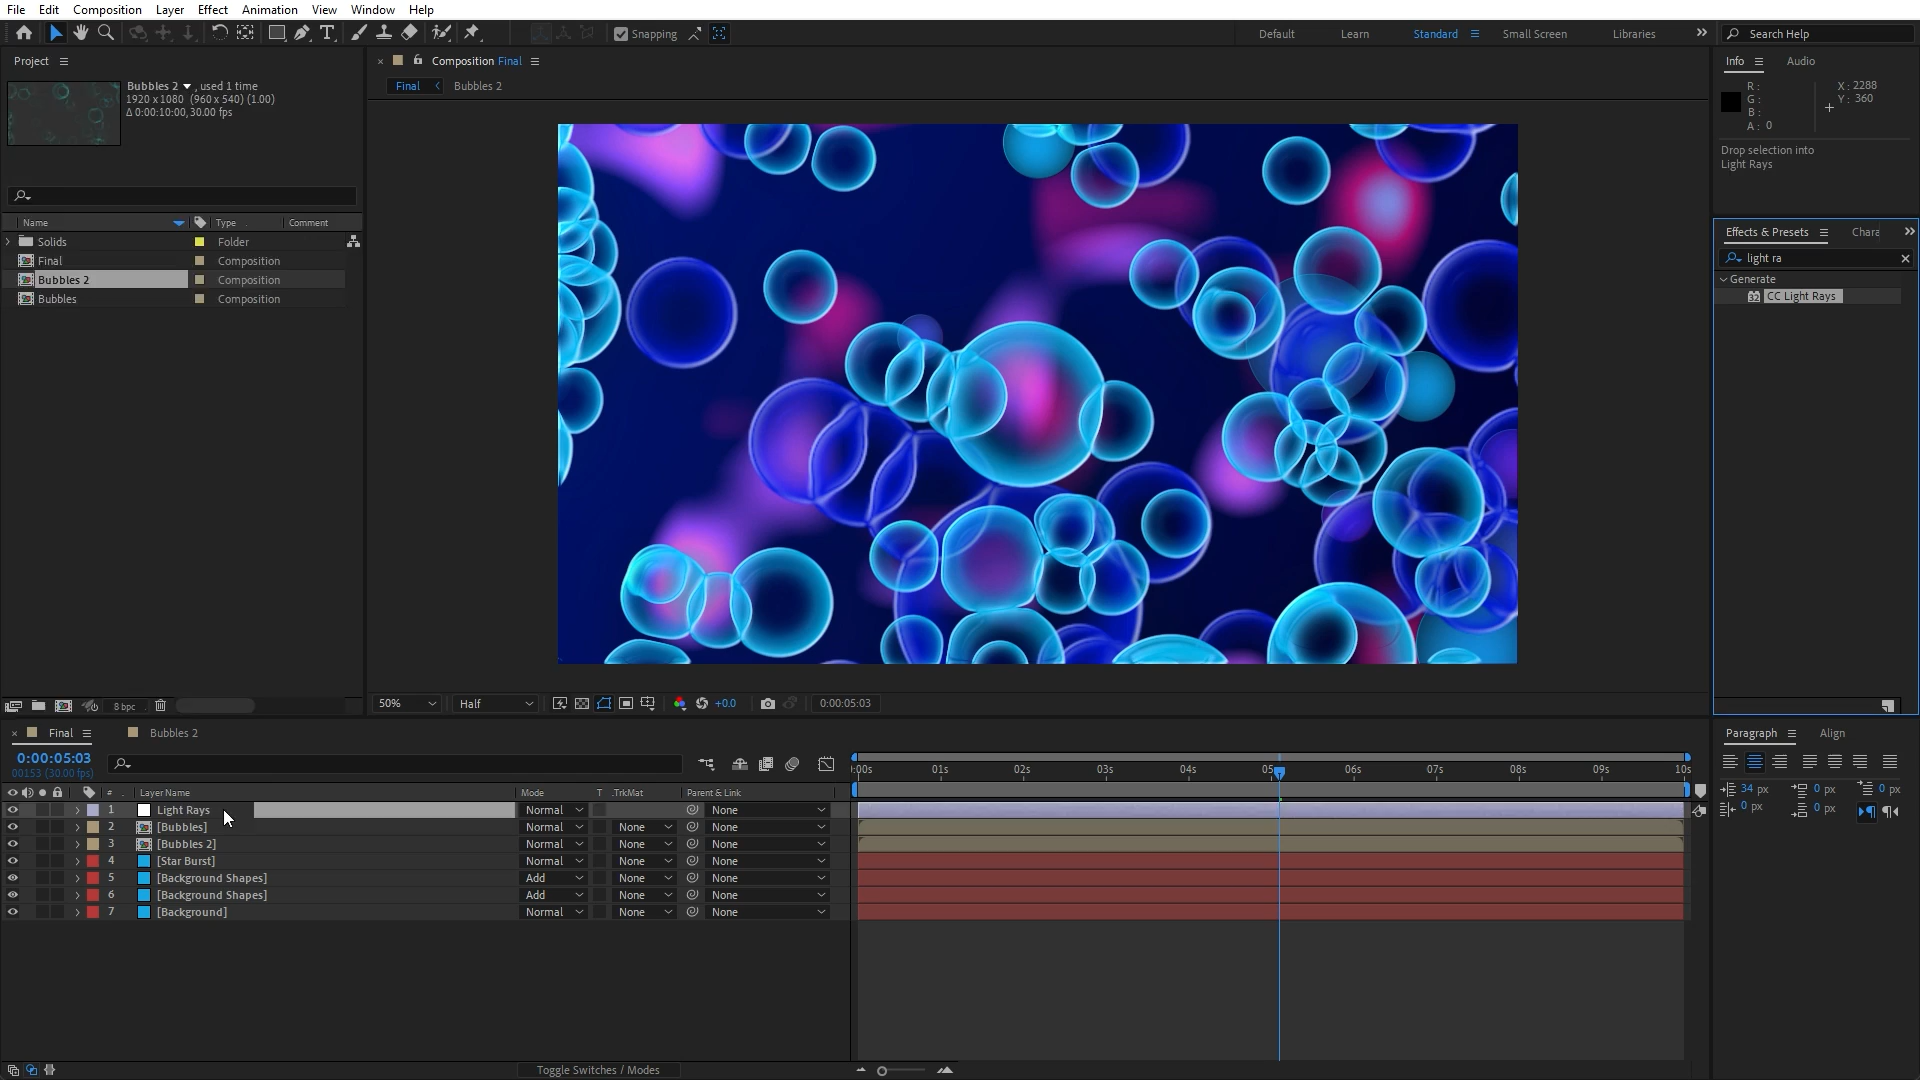 File Edit Composition Layer Effect Animation View Window Help
Snapping Default Learn Standard Small Screen Libraries Search Help
Project
Bubbles 2 , used 1 time
1920 x 1080 (960 x 540) (1.00)
Δ 0:00:10:00, 30.00 fps
Name Type Comment
Solids Folder
Final Composition
Bubbles 2 Composition
Bubbles Composition
8 bpc
Composition Final
Final Bubbles 2
50% Half +0.0 0:00:05:03
Info Audio
R :
G :
B :
A : 0
X : 2288
Y : 360
Drop selection into
Light Rays
Effects & Presets Chara
light ra
Generate
32 CC Light Rays
Final Bubbles 2
0:00:05:03
00153 (30.00 fps)
:00s 01s 02s 03s 04s 05s 06s 07s 08s 09s 10s
# Layer Name Mode T .TrkMat Parent & Link
1 Light Rays Normal None
2 [Bubbles] Normal None None
3 [Bubbles 2] Normal None None
4 [Star Burst] Normal None None
5 [Background Shapes] Add None None
6 [Background Shapes] Add None None
7 [Background] Normal None None
Toggle Switches / Modes
Paragraph Align
34 px 0 px 0 px
0 px 0 px